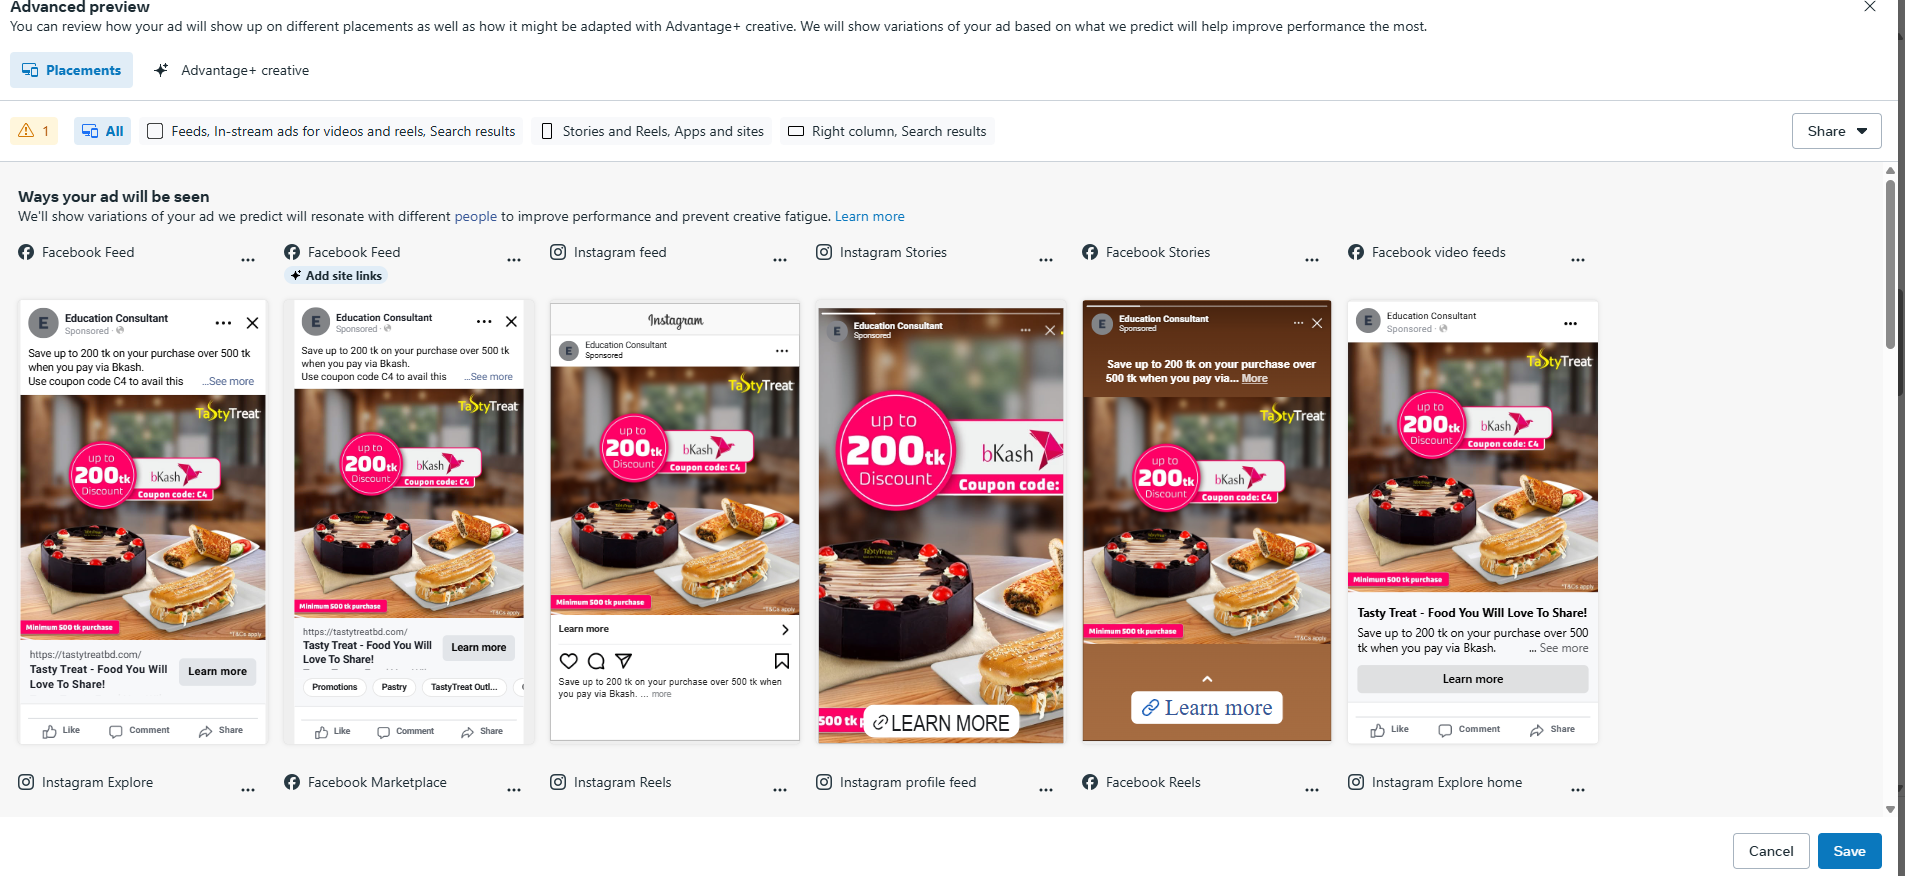 Advanced preview
You can review how your ad will show up on different placements as well as how it might be adapted with Advantage+ creative. We will show variations of your ad based on what we predict will help improve performance the most.
Placements
Advantage+ creative
1
All
Feeds, In-stream ads for videos and reels, Search results
Stories and Reels, Apps and sites
Right column, Search results
Share
Ways your ad will be seen
We'll show variations of your ad we predict will resonate with different people to improve performance and prevent creative fatigue. Learn more
Facebook Feed
E
Education Consultant
Sponsored ·
Save up to 200 tk on your purchase over 500 tk
when you pay via Bkash.
Use coupon code C4 to avail this ...See more
TastyTreat
up to
200tk
Discount
bKash
Coupon code: C4
Minimum 500 tk purchase
*T&Cs apply
https://tastytreatbd.com/
Tasty Treat - Food You Will
Love To Share!
Learn more
Like
Comment
Share
Facebook Feed
Add site links
E
Education Consultant
Sponsored ·
Save up to 200 tk on your purchase over 500 tk
when you pay via Bkash.
Use coupon code C4 to avail this ...See more
TastyTreat
up to
200tk
Discount
bKash
Coupon code: C4
Minimum 500 tk purchase
*T&Cs apply
https://tastytreatbd.com/
Tasty Treat - Food You Will
Love To Share!
Learn more
Promotions
Pastry
TastyTreat Outl...
Like
Comment
Share
Instagram feed
Instagram
E
Education Consultant
Sponsored
TastyTreat
up to
200tk
Discount
bKash
Coupon code: C4
Minimum 500 tk purchase
*T&Cs apply
Learn more
Save up to 200 tk on your purchase over 500 tk when
you pay via Bkash. ... more
Instagram Stories
E
Education Consultant
Sponsored
up to
200tk
Discount
bKash
Coupon code:
TastyTreat
500 tk p
LEARN MORE
Facebook Stories
E
Education Consultant
Sponsored
Save up to 200 tk on your purchase over
500 tk when you pay via... More
TastyTreat
up to
200tk
Discount
bKash
Coupon code: C4
Minimum 500 tk purchase
*T&Cs apply
Learn more
Facebook video feeds
E
Education Consultant
Sponsored ·
TastyTreat
up to
200tk
Discount
bKash
Coupon code: C4
Minimum 500 tk purchase
*T&Cs apply
Tasty Treat - Food You Will Love To Share!
Save up to 200 tk on your purchase over 500
tk when you pay via Bkash. ... See more
Learn more
Like
Comment
Share
Instagram Explore
Facebook Marketplace
Instagram Reels
Instagram profile feed
Facebook Reels
Instagram Explore home
Cancel
Save